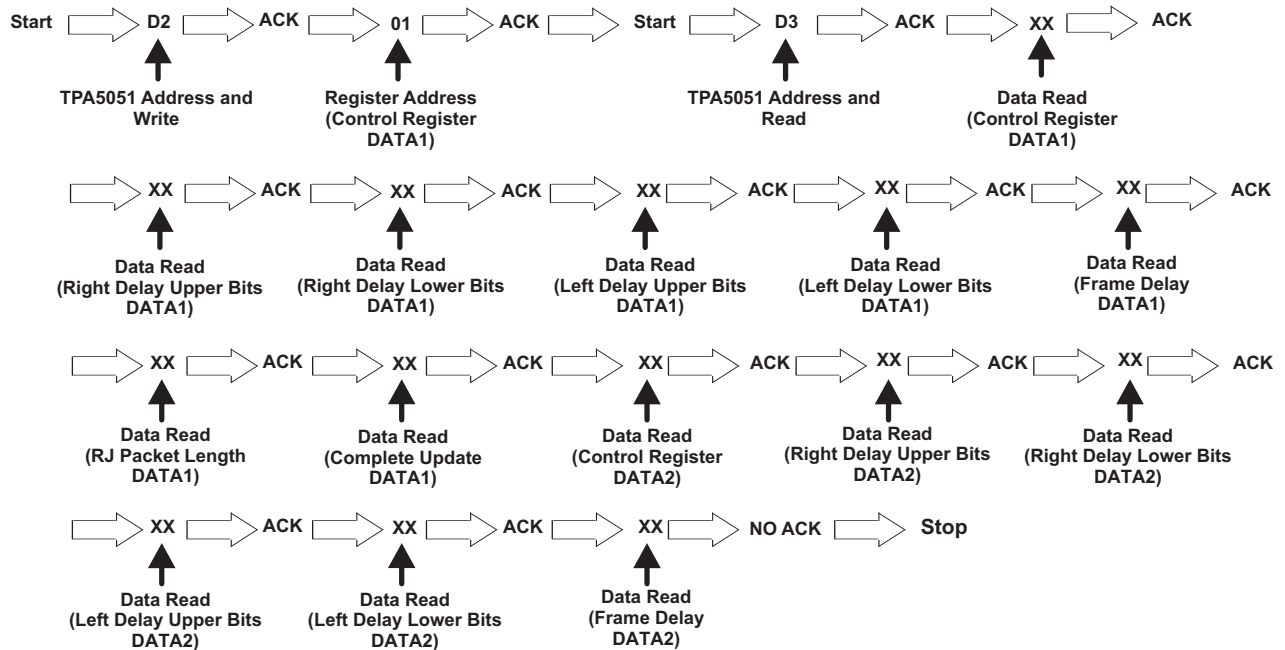 Start D2 ACK 01 ACK Start D3 ACK XX ACK
TPA5051 Address and
Write
Register Address
(Control Register
DATA1)
TPA5051 Address and
Read
Data Read
(Control Register
DATA1)
XX ACK XX ACK XX ACK XX ACK XX ACK
Data Read
(Right Delay Upper Bits
DATA1)
Data Read
(Right Delay Lower Bits
DATA1)
Data Read
(Left Delay Upper Bits
DATA1)
Data Read
(Left Delay Lower Bits
DATA1)
Data Read
(Frame Delay
DATA1)
XX ACK XX ACK XX ACK XX ACK XX ACK
Data Read
(RJ Packet Length
DATA1)
Data Read
(Complete Update
DATA1)
Data Read
(Control Register
DATA2)
Data Read
(Right Delay Upper Bits
DATA2)
Data Read
(Right Delay Lower Bits
DATA2)
XX ACK XX ACK XX NO ACK Stop
Data Read
(Left Delay Upper Bits
DATA2)
Data Read
(Left Delay Lower Bits
DATA2)
Data Read
(Frame Delay
DATA2)